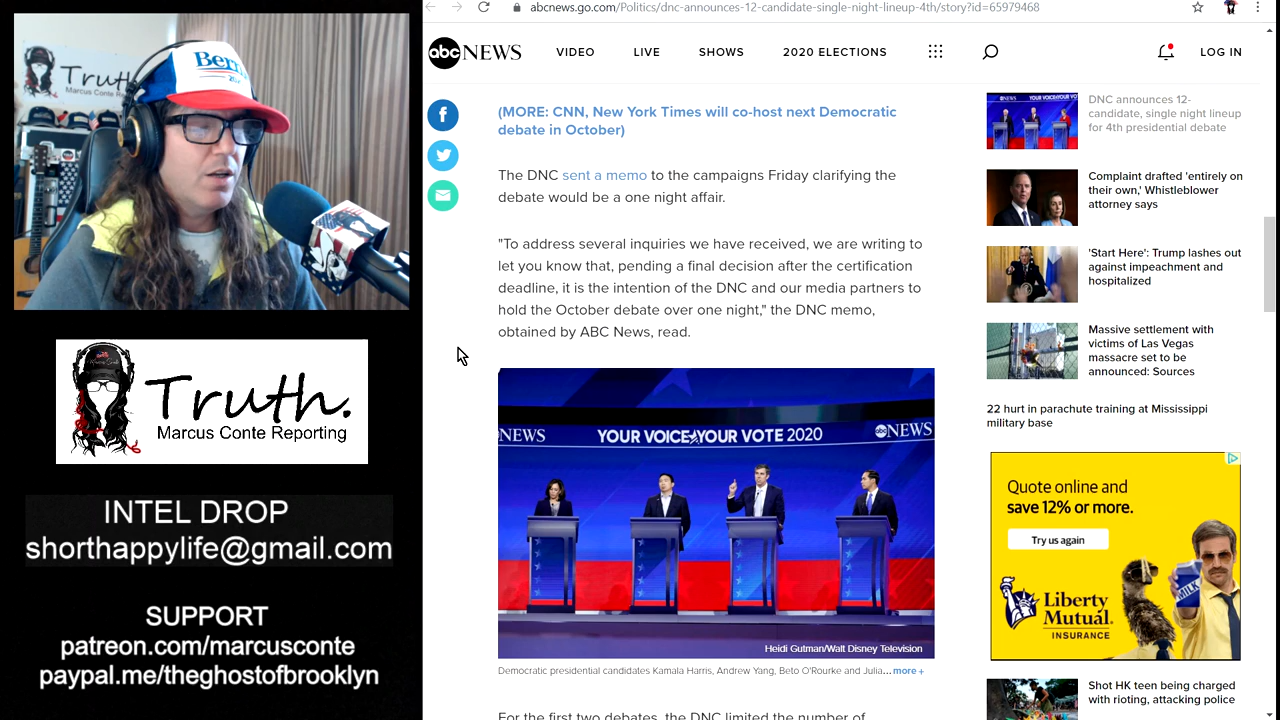 abcnews.go.com/Politics/dnc-announces-12-candidate-single-night-lineup-4th/story?id=65979468
abc NEWS
VIDEO
LIVE
SHOWS
2020 ELECTIONS
LOG IN
Truth.
Marcus Conte Reporting
Bernie
Truth.
Marcus Conte Reporting
INTEL DROP
shorthappylife@gmail.com
SUPPORT
patreon.com/marcusconte
paypal.me/theghostofbrooklyn
(MORE: CNN, New York Times will co-host next Democratic
debate in October)
The DNC sent a memo to the campaigns Friday clarifying the
debate would be a one night affair.
"To address several inquiries we have received, we are writing to
let you know that, pending a final decision after the certification
deadline, it is the intention of the DNC and our media partners to
hold the October debate over one night," the DNC memo,
obtained by ABC News, read.
NEWS
YOUR VOICE YOUR VOTE 2020
abc NEWS
Heidi Gutman/Walt Disney Television
Democratic presidential candidates Kamala Harris, Andrew Yang, Beto O'Rourke and Julia... more +
For the first two debates, the DNC limited the number of
DNC announces 12-
candidate, single night lineup
for 4th presidential debate
Complaint drafted 'entirely on
their own,' Whistleblower
attorney says
'Start Here': Trump lashes out
against impeachment and
hospitalized
Massive settlement with
victims of Las Vegas
massacre set to be
announced: Sources
22 hurt in parachute training at Mississippi
military base
Quote online and
save 12% or more.
Try us again
Liberty
Mutual.
INSURANCE
MILK
Shot HK teen being charged
with rioting, attacking police